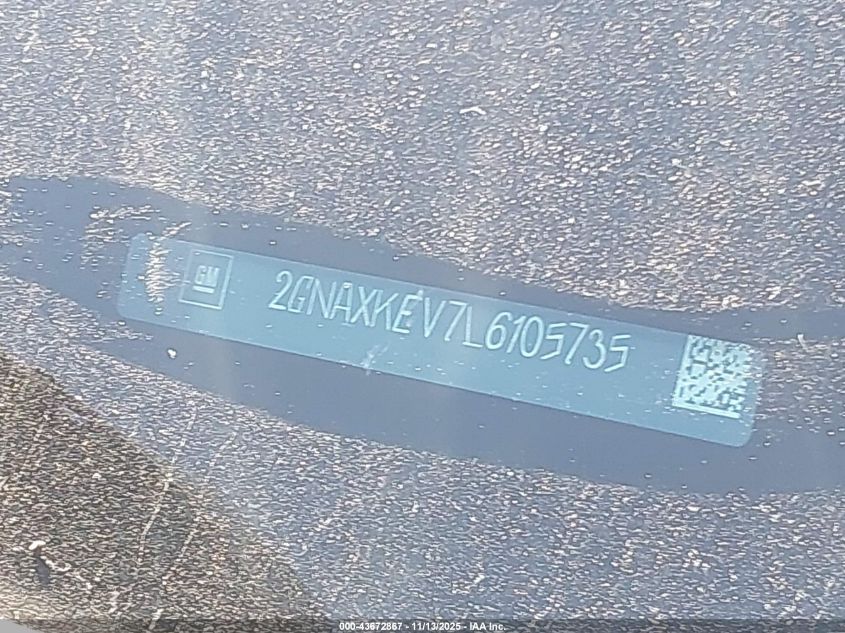 GM
2GNAXKEV7L6105735
000-43672867 - 11/13/2025 - IAA Inc.